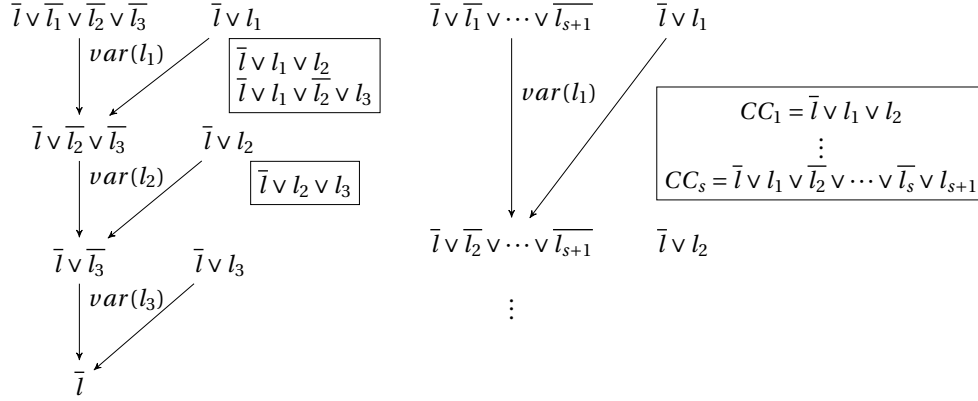 l̅ ∨ l̅₁ ∨ l̅₂ ∨ l̅₃
l̅ ∨ l₁
var(l₁)
l̅ ∨ l₁ ∨ l₂
l̅ ∨ l₁ ∨ l̅₂ ∨ l₃
l̅ ∨ l̅₂ ∨ l̅₃
l̅ ∨ l₂
var(l₂)
l̅ ∨ l₂ ∨ l₃
l̅ ∨ l̅₃
l̅ ∨ l₃
var(l₃)
l̅
l̅ ∨ l̅₁ ∨ ⋯ ∨ l̅ₛ₊₁
l̅ ∨ l₁
var(l₁)
CC₁ = l̅ ∨ l₁ ∨ l₂
⋮
CCₛ = l̅ ∨ l₁ ∨ l̅₂ ∨ ⋯ ∨ l̅ₛ ∨ lₛ₊₁
l̅ ∨ l̅₂ ∨ ⋯ ∨ l̅ₛ₊₁
l̅ ∨ l₂
⋮